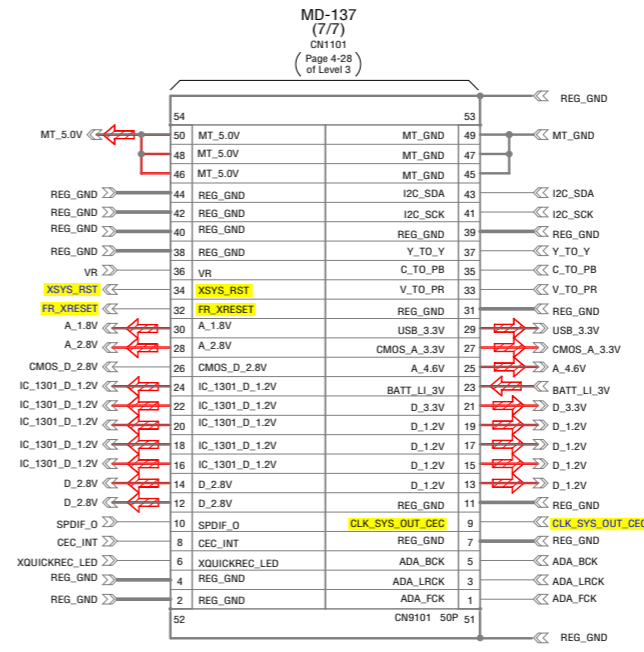 MD-137
(7/7)
CN1101
(Page 4-28
of Level 3)
REG_GND
54 53
MT_5.0V 50 MT_5.0V MT_GND 49 MT_GND
48 MT_5.0V MT_GND 47
46 MT_5.0V MT_GND 45
REG_GND 44 REG_GND I2C_SDA 43 I2C_SDA
REG_GND 42 REG_GND I2C_SCK 41 I2C_SCK
REG_GND 40 REG_GND REG_GND 39 REG_GND
REG_GND 38 REG_GND Y_TO_Y 37 Y_TO_Y
VR 36 VR C_TO_PB 35 C_TO_PB
XSYS_RST 34 XSYS_RST V_TO_PR 33 V_TO_PR
FR_XRESET 32 FR_XRESET REG_GND 31 REG_GND
A_1.8V 30 A_1.8V USB_3.3V 29 USB_3.3V
A_2.8V 28 A_2.8V CMOS_A_3.3V 27 CMOS_A_3.3V
CMOS_D_2.8V 26 CMOS_D_2.8V A_4.6V 25 A_4.6V
IC_1301_D_1.2V 24 IC_1301_D_1.2V BATT_LI_3V 23 BATT_LI_3V
IC_1301_D_1.2V 22 IC_1301_D_1.2V D_3.3V 21 D_3.3V
IC_1301_D_1.2V 20 IC_1301_D_1.2V D_1.2V 19 D_1.2V
IC_1301_D_1.2V 18 IC_1301_D_1.2V D_1.2V 17 D_1.2V
IC_1301_D_1.2V 16 IC_1301_D_1.2V D_1.2V 15 D_1.2V
D_2.8V 14 D_2.8V D_1.2V 13 D_1.2V
D_2.8V 12 D_2.8V REG_GND 11 REG_GND
SPDIF_O 10 SPDIF_O CLK_SYS_OUT_CEC 9 CLK_SYS_OUT_CEC
CEC_INT 8 CEC_INT REG_GND 7 REG_GND
XQUICKREC_LED 6 XQUICKREC_LED ADA_BCK 5 ADA_BCK
REG_GND 4 REG_GND ADA_LRCK 3 ADA_LRCK
REG_GND 2 REG_GND ADA_FCK 1 ADA_FCK
52 CN9101 50P 51
REG_GND